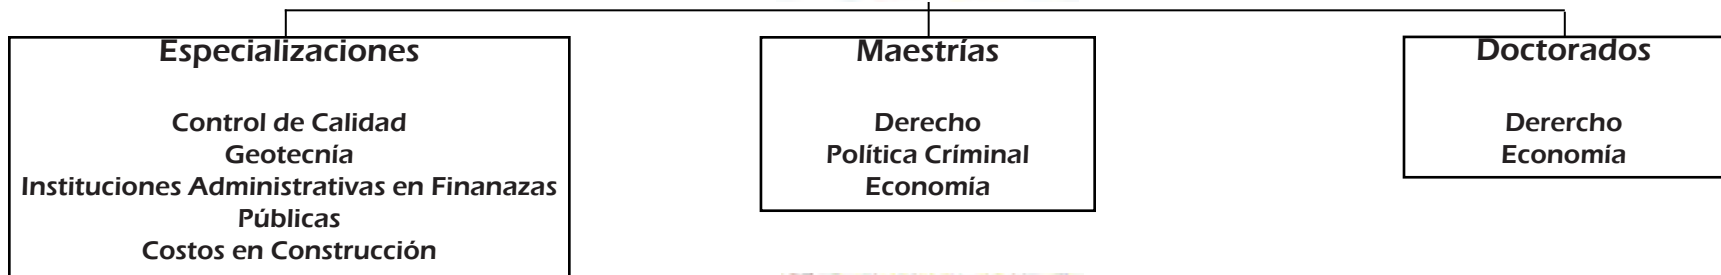 Especializaciones
Control de Calidad
Geotecnía
Instituciones Administrativas en Finanazas
Públicas
Costos en Construcción
Maestrías
Derecho
Política Críminal
Economía
Doctorados
Derercho
Economía